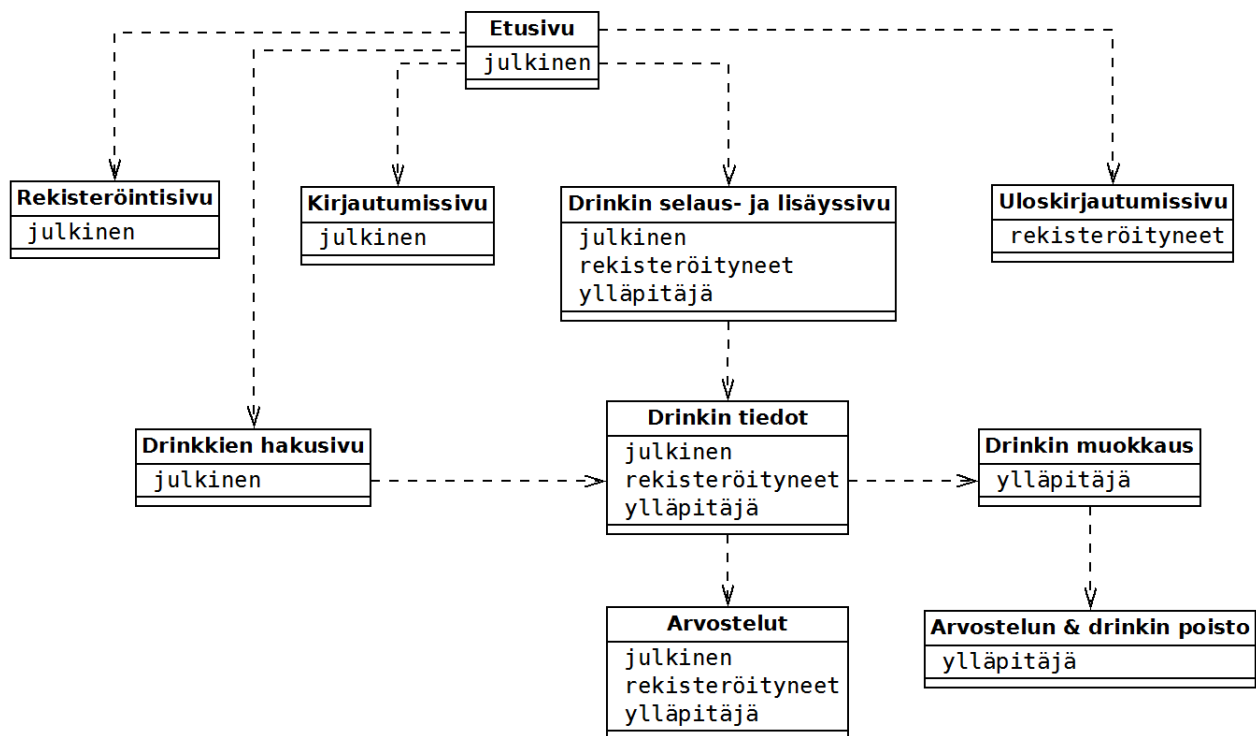 Etusivu
julkinen
Rekisteröintisivu
julkinen
Kirjautumissivu
julkinen
Drinkin selaus- ja lisäyssivu
julkinen
rekisteröityneet
ylläpitäjä
Uloskirjautumissivu
rekisteröityneet
Drinkkien hakusivu
julkinen
Drinkin tiedot
julkinen
rekisteröityneet
ylläpitäjä
Drinkin muokkaus
ylläpitäjä
Arvostelut
julkinen
rekisteröityneet
ylläpitäjä
Arvostelun & drinkin poisto
ylläpitäjä